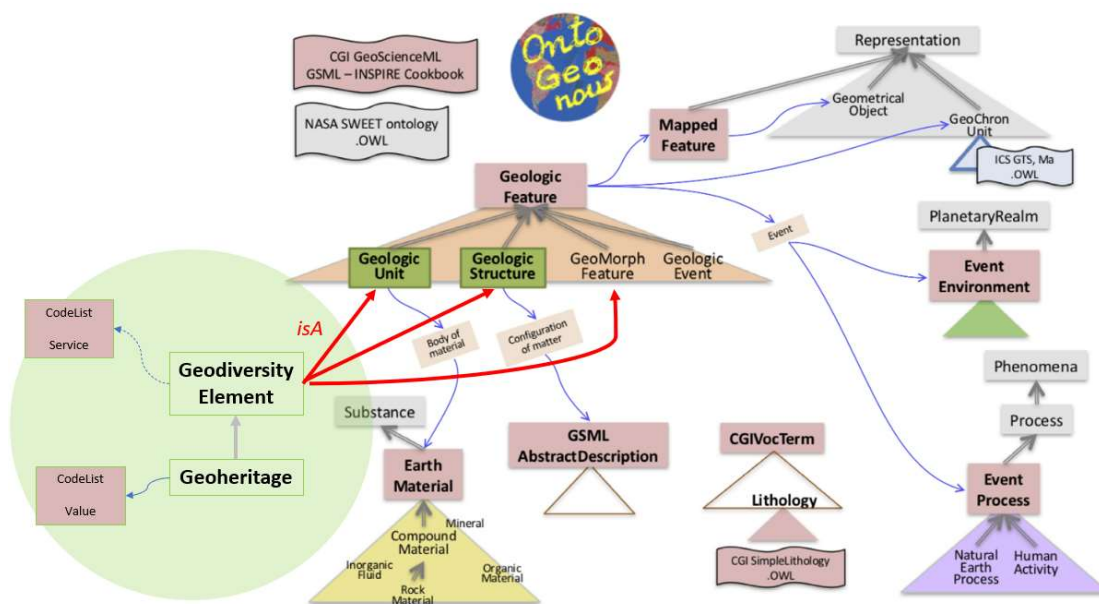 CGI GeoScienceML
GSML – INSPIRE Cookbook
NASA SWEET ontology
.OWL
Onto
Geo
nous
Representation
Geometrical
Object
GeoChron
Unit
ICS GTS, Ma
.OWL
Mapped
Feature
Geologic
Feature
Event
PlanetaryRealm
Event
Environment
Geologic
Unit
Geologic
Structure
GeoMorph
Feature
Geologic
Event
isA
Body of
material
Configuration
of matter
CodeList
Service
Geodiversity
Element
Geoheritage
CodeList
Value
Substance
Earth
Material
Mineral
Compound
Material
Inorganic
Fluid
Organic
Material
Rock
Material
GSML
AbstractDescription
CGIVocTerm
Lithology
CGI SimpleLithology
.OWL
Phenomena
Process
Event
Process
Natural
Earth
Process
Human
Activity